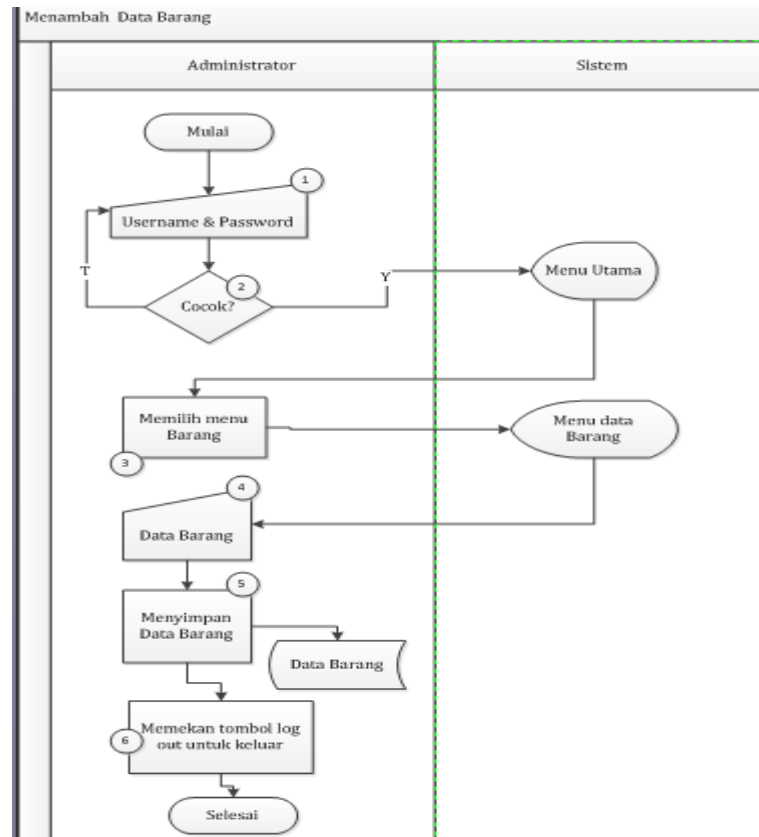 Menambah Data Barang
Administrator
Sistem
Mulai
1
Username & Password
T
2
Cocok?
Y
Menu Utama
Memilih menu
Barang
3
Menu data
Barang
4
Data Barang
5
Menyimpan
Data Barang
Data Barang
Memekan tombol log
out untuk keluar
6
Selesai